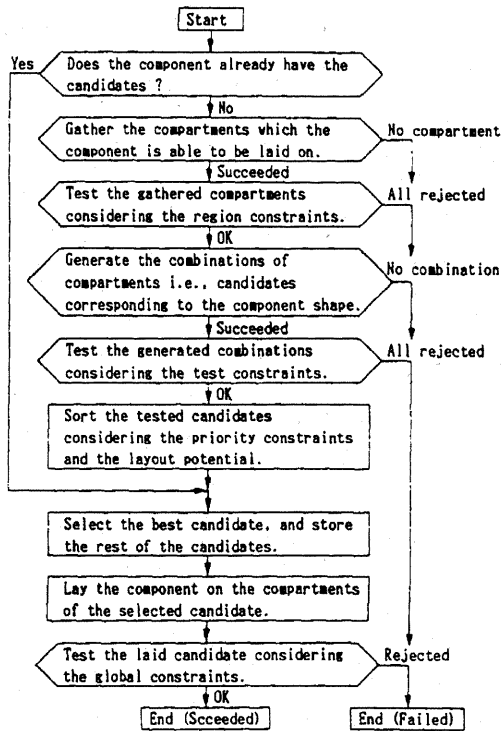 Start
Yes
Does the component already have the
candidates ?
No
Gather the compartments which the
component is able to be laid on.
No compartment
Succeeded
Test the gathered compartments
considering the region constraints.
All rejected
OK
Generate the combinations of
compartments i.e., candidates
corresponding to the component shape.
No combination
Succeeded
Test the generated combinations
considering the test constraints.
All rejected
OK
Sort the tested candidates
considering the priority constraints
and the layout potential.
Select the best candidate, and store
the rest of the candidates.
Lay the component on the compartments
of the selected candidate.
Test the laid candidate considering
the global constraints.
Rejected
OK
End (Scceeded)
End (Failed)